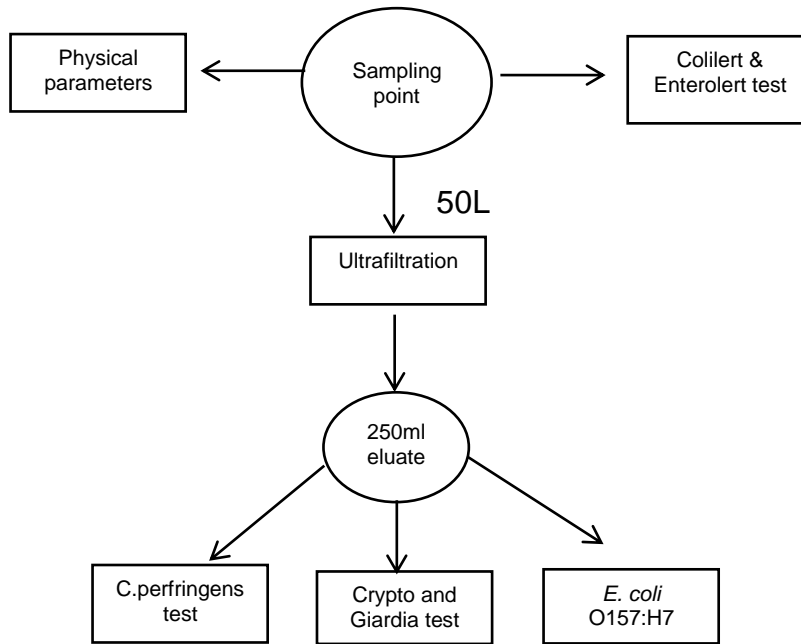 Physical
parameters
Sampling
point
Colilert &
Enterolert test
50L
Ultrafiltration
250ml
eluate
C.perfringens
test
Crypto and
Giardia test
E. coli
O157:H7